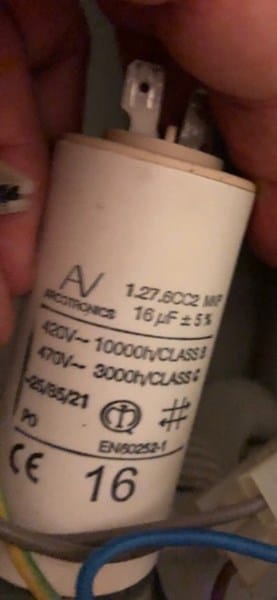 AV
ARCOTRONICS
1.27.6CC2 MKP
16 µF ± 5%
420V~ 10000h/CLASS B
470V~ 3000h/CLASS C
-25/85/21
P0
EN60252-1
CE 16